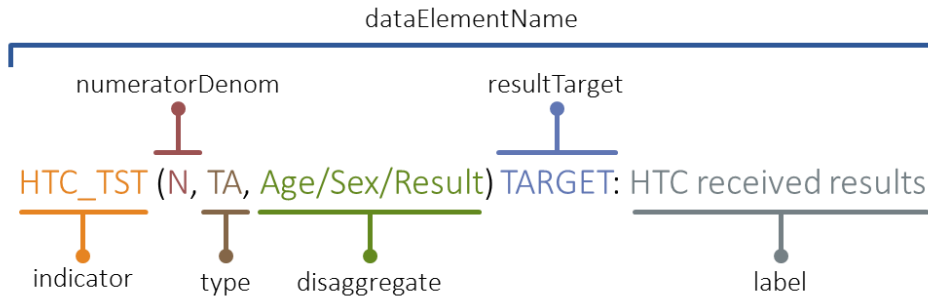 dataElementName
numeratorDenom resultTarget
HTC_TST (N, TA, Age/Sex/Result) TARGET: HTC received results
indicator type disaggregate label